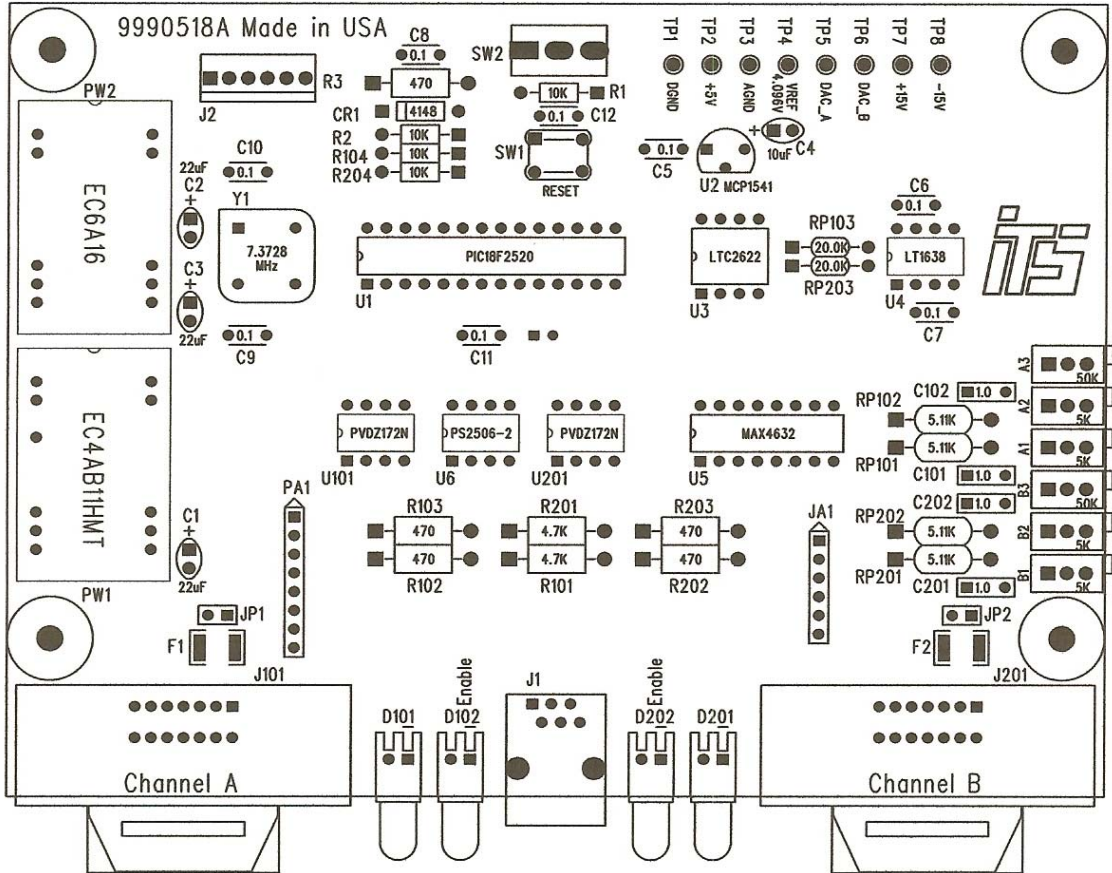 9990518A Made in USA
C8
0.1
SW2
TP1
TP2
TP3
TP4
TP5
TP6
TP7
TP8
PW2
J2
R3
470
R1
10K
DGND
+5V
AGND
VREF
4.096V
DAC_A
DAC_B
+15V
-15V
CR1
4148
0.1
C12
R2
10K
R104
10K
R204
10K
SW1
RESET
+
C4
10uF
0.1
C5
U2
MCP1541
EC6A16
22uF
C2
+
C10
0.1
Y1
7.3728
MHz
C3
+
22uF
PIC18F2520
U1
LTC2622
U3
RP103
20.0K
20.0K
RP203
C6
0.1
LT1638
U4
0.1
C7
iTS
0.1
C9
0.1
C11
EC4AB11HMT
PVDZ172N
U101
PS2506-2
U6
PVDZ172N
U201
MAX4632
U5
A3
50K
A2
5K
A1
5K
B3
50K
B2
5K
B1
5K
C102
1.0
RP102
5.11K
5.11K
RP101
C101
1.0
C202
1.0
RP202
5.11K
5.11K
RP201
C201
1.0
PA1
R103
470
470
R102
R201
4.7K
4.7K
R101
R203
470
470
R202
JA1
C1
+
22uF
PW1
JP1
F1
JP2
F2
J101
J201
D101
D102
Enable
J1
Enable
D202
D201
Channel A
Channel B